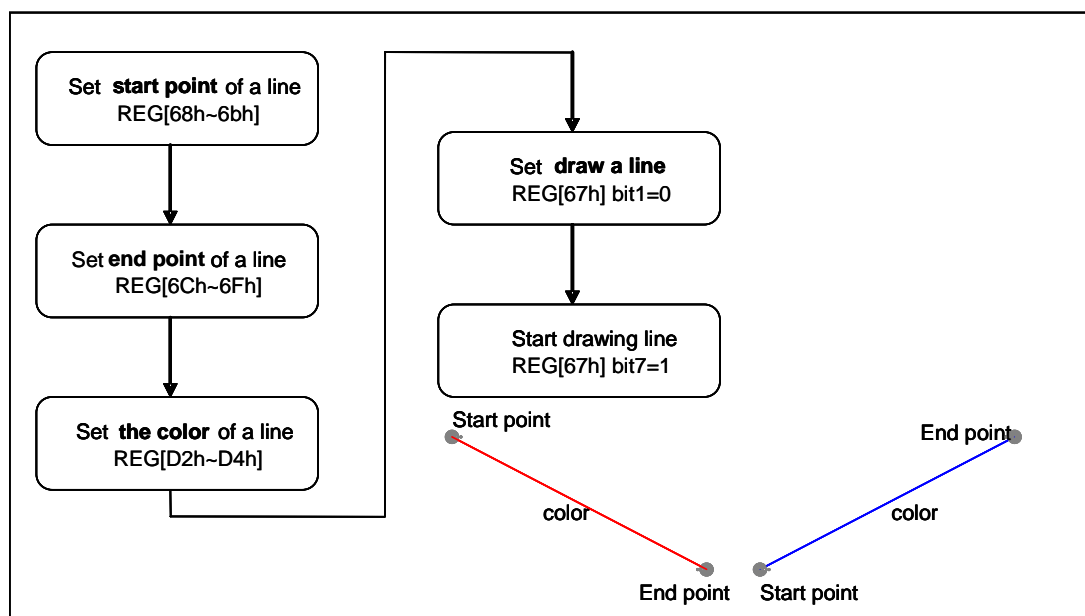 Set start point of a line
REG[68h~6bh]
Set end point of a line
REG[6Ch~6Fh]
Set the color of a line
REG[D2h~D4h]
Set draw a line
REG[67h] bit1=0
Start drawing line
REG[67h] bit7=1
Start point
color
End point
End point
color
Start point